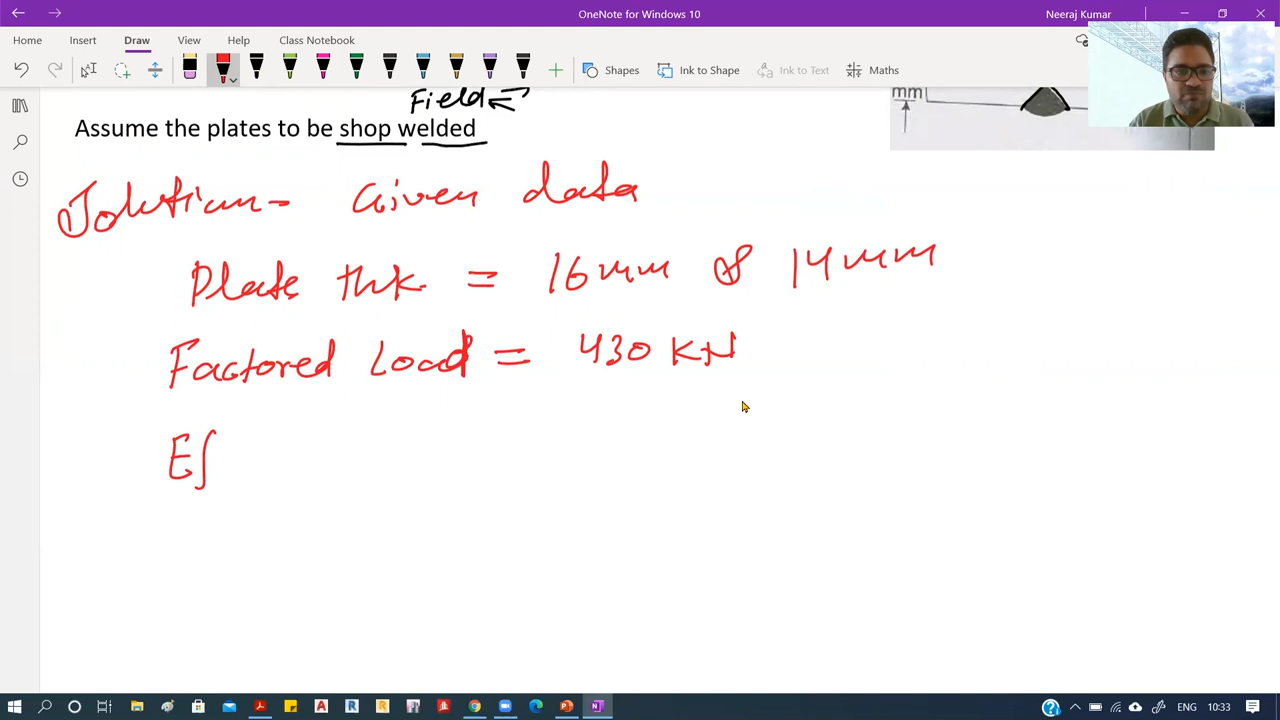 OneNote for Windows 10
Neeraj Kumar
Home Insert Draw View Help Class Notebook
Shapes Ink to Shape Ink to Text Maths
Field
mm
Assume the plates to be shop welded
Solution- Given data
Plate thk = 16mm & 14mm
Factored Load = 430 KN
Ef
ENG 10:33